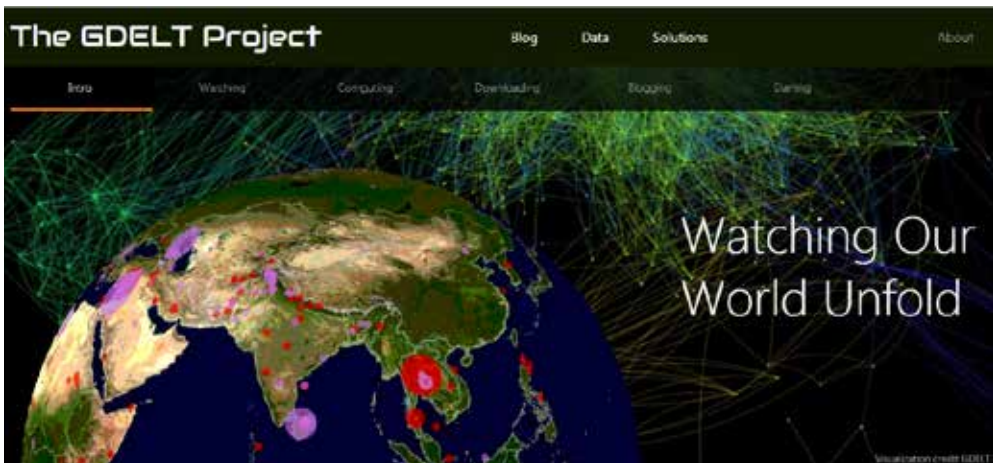 The GDELT Project
Blog Data Solutions About
Intro Watching Computing Downloading Blogging Daring
Watching Our
World Unfold
Visualization credit GDELT